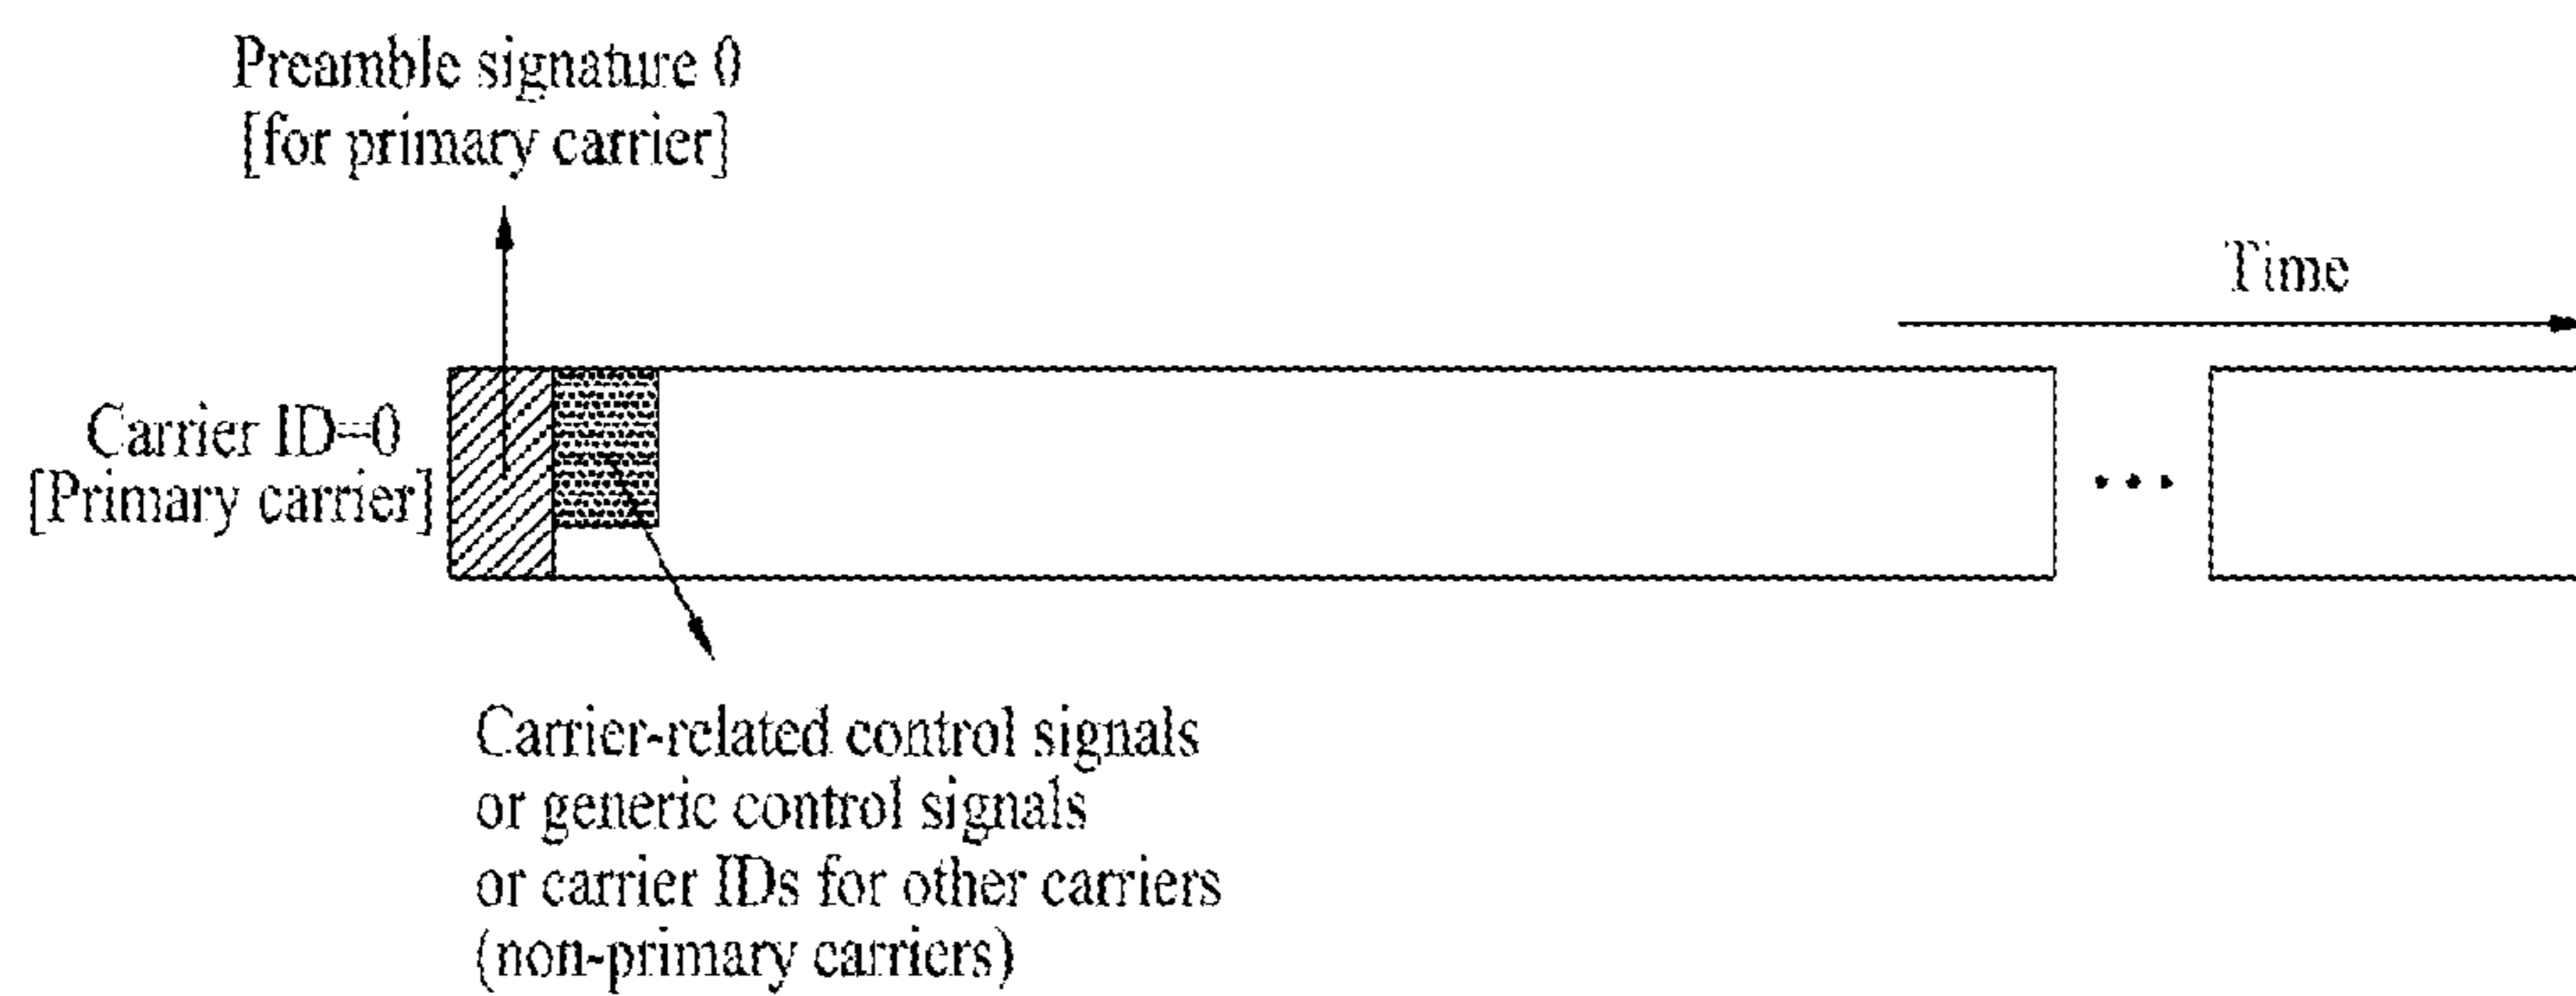 Preamble signature 0
[for primary carrier]
Time
Carrier ID=0
[Primary carrier]
Carrier-related control signals
or generic control signals
or carrier IDs for other carriers
(non-primary carriers)